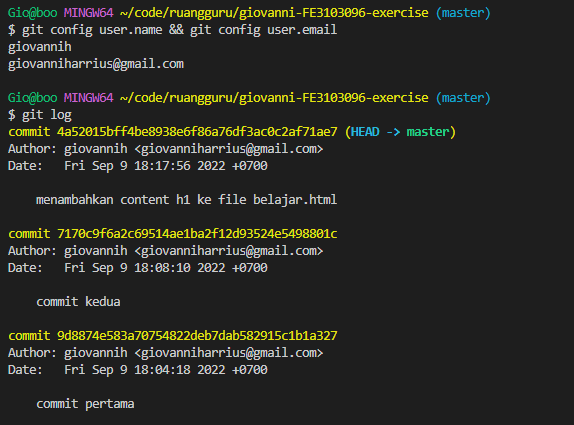 Gio@boo MINGW64 ~/code/ruangguru/giovanni-FE3103096-exercise (master)
$ git config user.name && git config user.email
giovannih
giovanniharrius@gmail.com

Gio@boo MINGW64 ~/code/ruangguru/giovanni-FE3103096-exercise (master)
$ git log
commit 4a52015bff4be8938e6f86a76df3ac0c2af71ae7 (HEAD -> master)
Author: giovannih <giovanniharrius@gmail.com>
Date:   Fri Sep 9 18:17:56 2022 +0700

    menambahkan content h1 ke file belajar.html

commit 7170c9f6a2c69514ae1ba2f12d93524e5498801c
Author: giovannih <giovanniharrius@gmail.com>
Date:   Fri Sep 9 18:08:10 2022 +0700

    commit kedua

commit 9d8874e583a70754822deb7dab582915c1b1a327
Author: giovannih <giovanniharrius@gmail.com>
Date:   Fri Sep 9 18:04:18 2022 +0700

    commit pertama